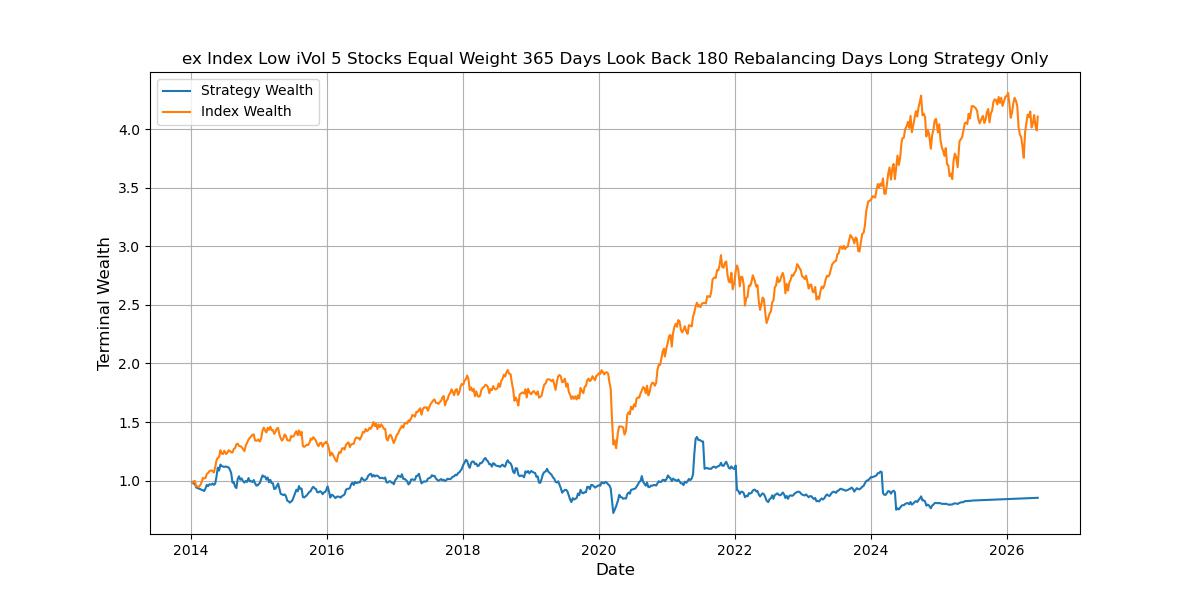 ex Index Low iVol 5 Stocks Equal Weight 365 Days Look Back 180 Rebalancing Days Long Strategy Only
Strategy Wealth
Index Wealth
Terminal Wealth
4.0
3.5
3.0
2.5
2.0
1.5
1.0
2014 2016 2018 2020 2022 2024 2026
Date